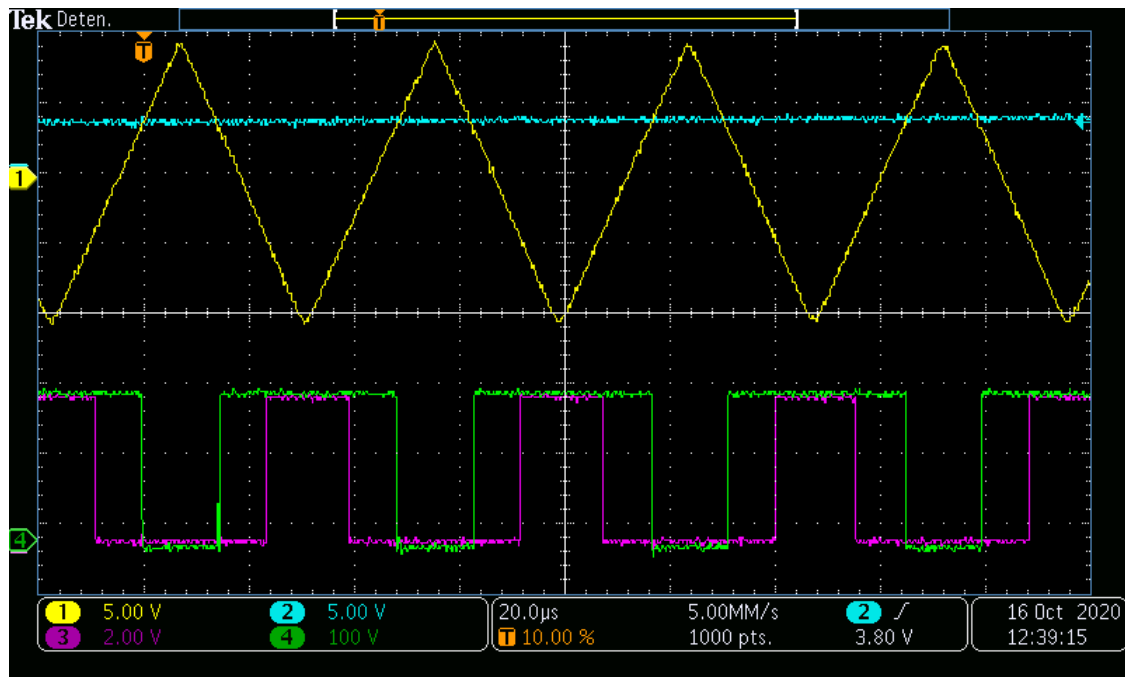 Tek Deten.
T
T
1
4
1 5.00 V 2 5.00 V
3 2.00 V 4 100 V
20.0µs 5.00MM/s 2
T 10.00 % 1000 pts. 3.80 V
16 Oct 2020
12:39:15